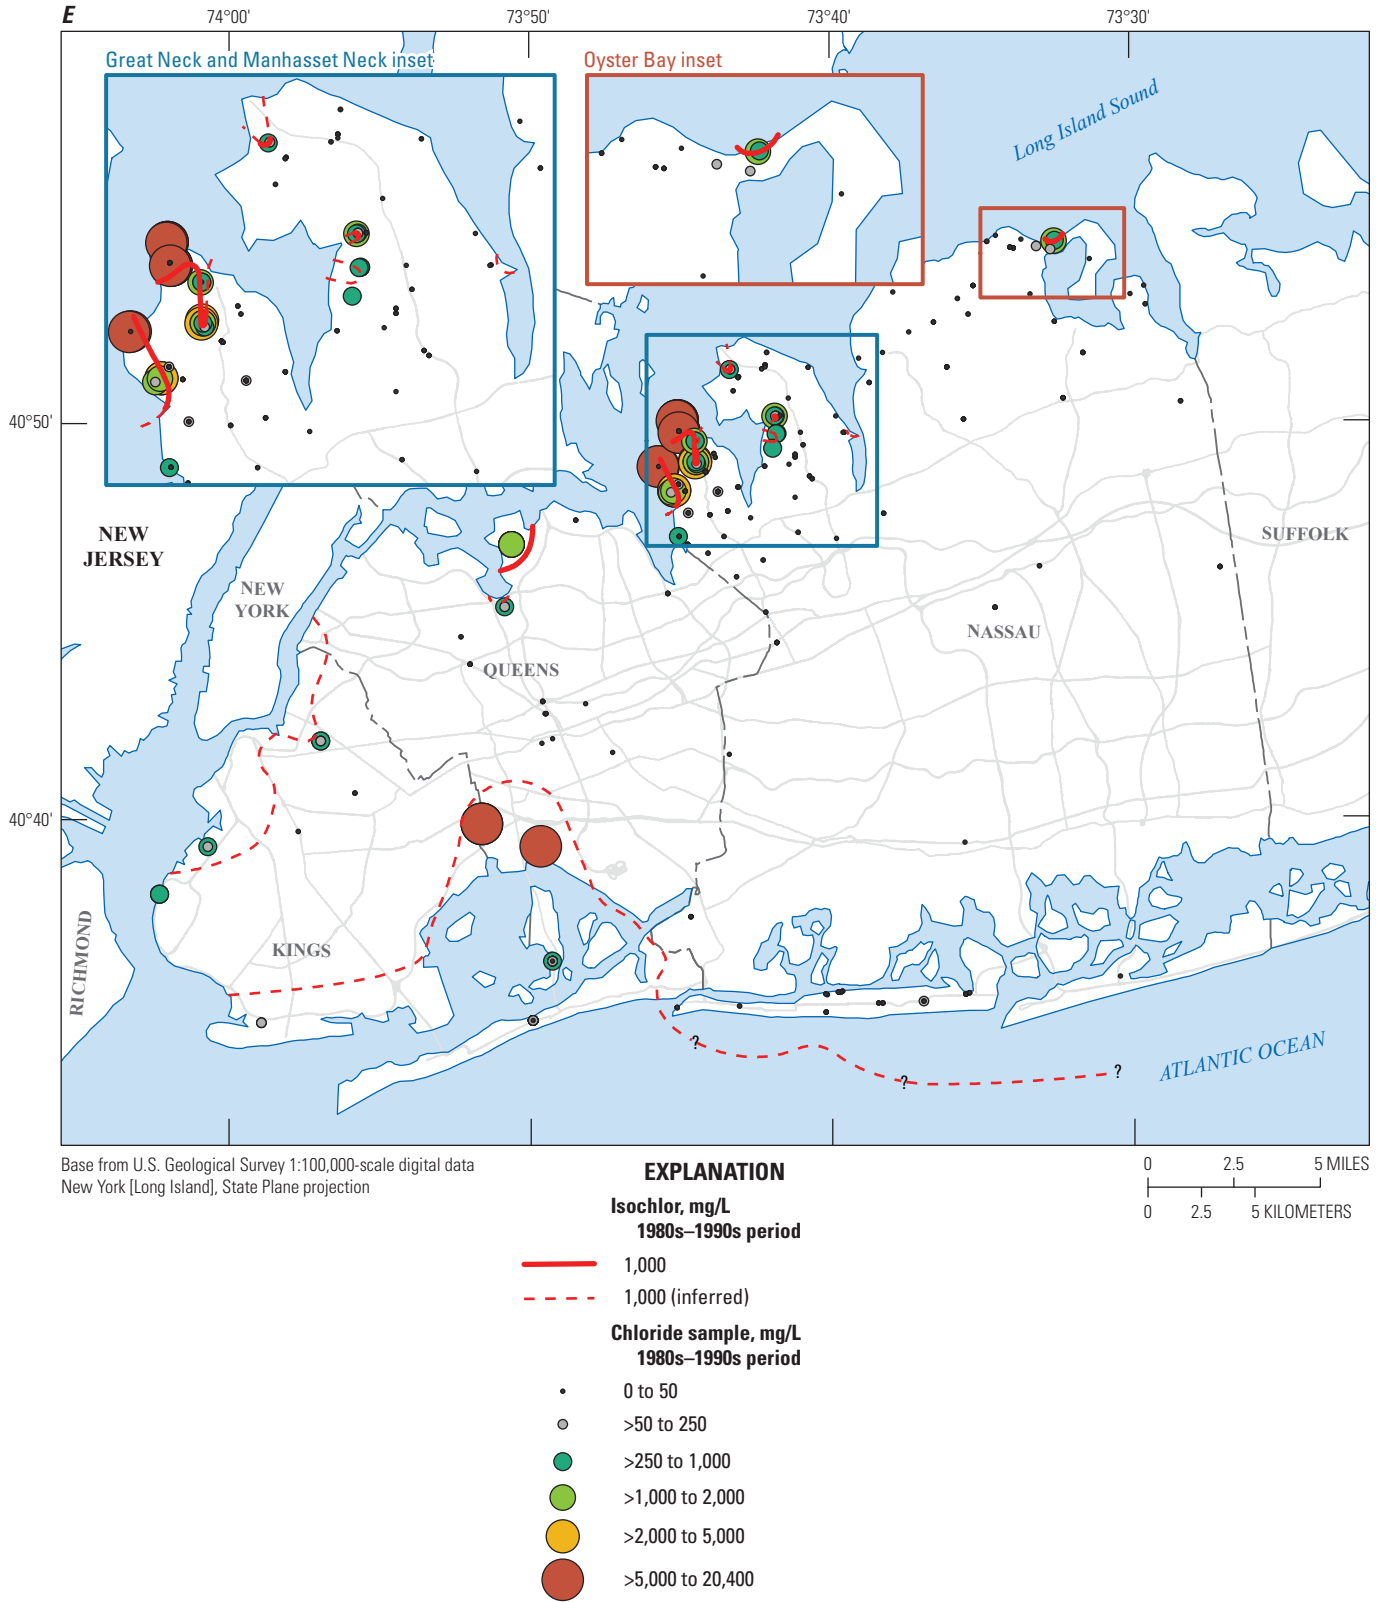 E
74°00'
73°50'
73°40'
73°30'
Great Neck and Manhasset Neck inset
Oyster Bay inset
Long Island Sound
40°50'
NEW
JERSEY
NEW
YORK
SUFFOLK
NASSAU
QUEENS
40°40'
RICHMOND
KINGS
?
?
?
ATLANTIC OCEAN
Base from U.S. Geological Survey 1:100,000-scale digital data
New York [Long Island], State Plane projection
0 2.5 5 MILES
0 2.5 5 KILOMETERS
EXPLANATION
Isochlor, mg/L
1980s–1990s period
1,000
1,000 (inferred)
Chloride sample, mg/L
1980s–1990s period
0 to 50
>50 to 250
>250 to 1,000
>1,000 to 2,000
>2,000 to 5,000
>5,000 to 20,400